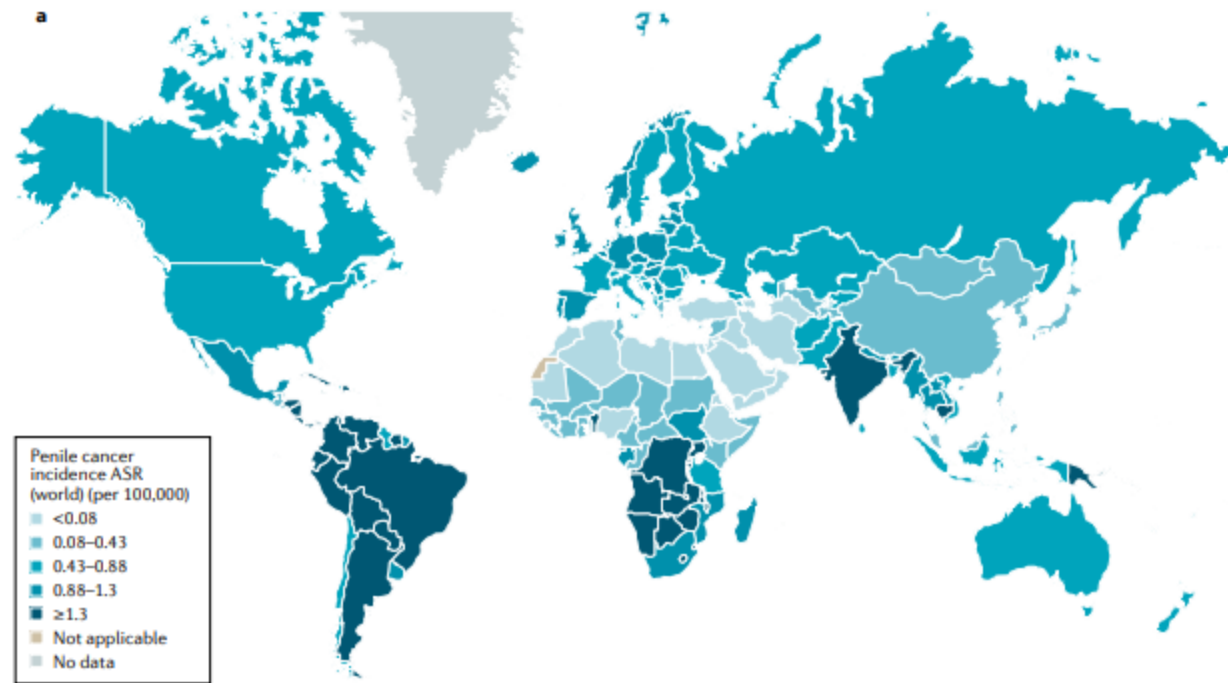 a
Penile cancer
incidence ASR
(world) (per 100,000)
<0.08
0.08–0.43
0.43–0.88
0.88–1.3
≥1.3
Not applicable
No data